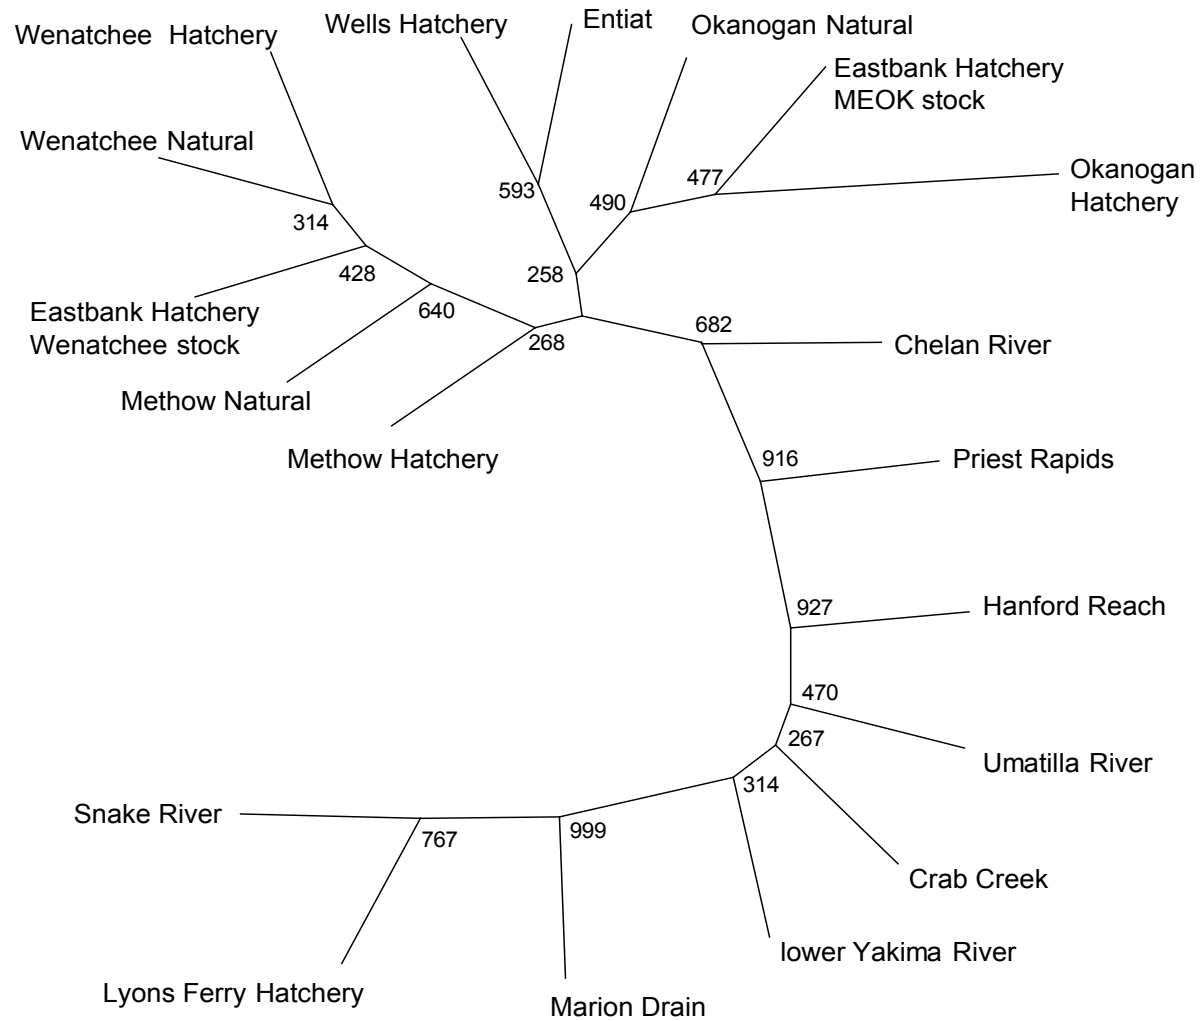 Wenatchee Hatchery
Wells Hatchery
Entiat
Okanogan Natural
Eastbank Hatchery
MEOK stock
Wenatchee Natural
Okanogan
Hatchery
593
490
477
314
428
258
Eastbank Hatchery
Wenatchee stock
640
268
682
Chelan River
Methow Natural
Methow Hatchery
916
Priest Rapids
927
Hanford Reach
470
267
Umatilla River
314
Snake River
767
999
Crab Creek
lower Yakima River
Lyons Ferry Hatchery
Marion Drain